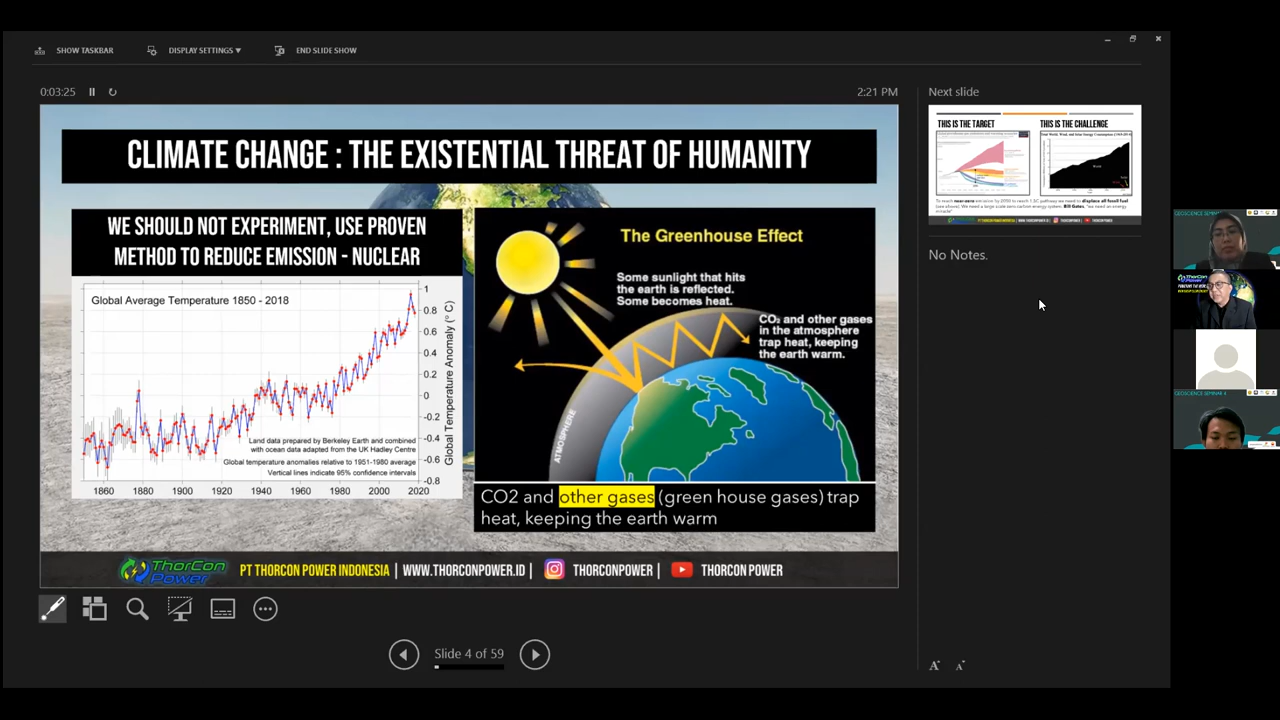 SHOW TASKBAR
DISPLAY SETTINGS ▼
END SLIDE SHOW
0:03:25
2:21 PM
Next slide
CLIMATE CHANGE : THE EXISTENTIAL THREAT OF HUMANITY
WE SHOULD NOT EXPERIMENT, USE PROVEN
METHOD TO REDUCE EMISSION - NUCLEAR
Global Average Temperature 1850 - 2018
1
0.8
0.6
0.4
0.2
0
-0.2
-0.4
-0.6
-0.8
Global Temperature Anomaly (° C)
Land data prepared by Berkeley Earth and combined
with ocean data adapted from the UK Hadley Centre
Global temperature anomalies relative to 1951-1980 average
Vertical lines indicate 95% confidence intervals
1860 1880 1900 1920 1940 1960 1980 2000 2020
The Greenhouse Effect
Some sunlight that hits
the earth is reflected.
Some becomes heat.
CO₂ and other gases
in the atmosphere
trap heat, keeping
the earth warm.
ATMOSPHERE
CO2 and other gases (green house gases) trap
heat, keeping the earth warm
ThorCon
Power
PT THORCON POWER INDONESIA | WWW.THORCONPOWER.ID | THORCONPOWER | THORCON POWER
THIS IS THE TARGET
THIS IS THE CHALLENGE
No Notes.
Slide 4 of 59
GEOSCIENCE SEMINAR 4